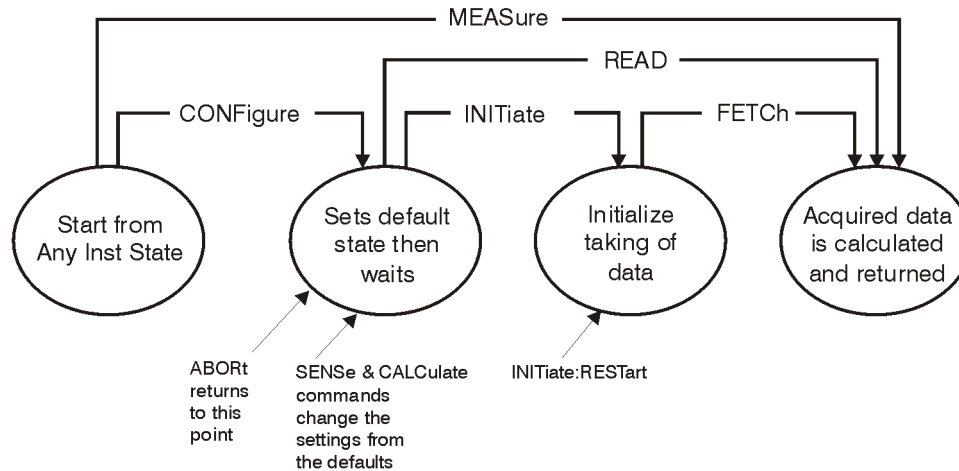 MEASure
READ
CONFigure
INITiate
FETCh
Start from
Any Inst State
Sets default
state then
waits
Initialize
taking of
data
Acquired data
is calculated
and returned
ABORt
returns
to this
point
SENSe & CALCulate
commands
change the
settings from
the defaults
INITiate:RESTart